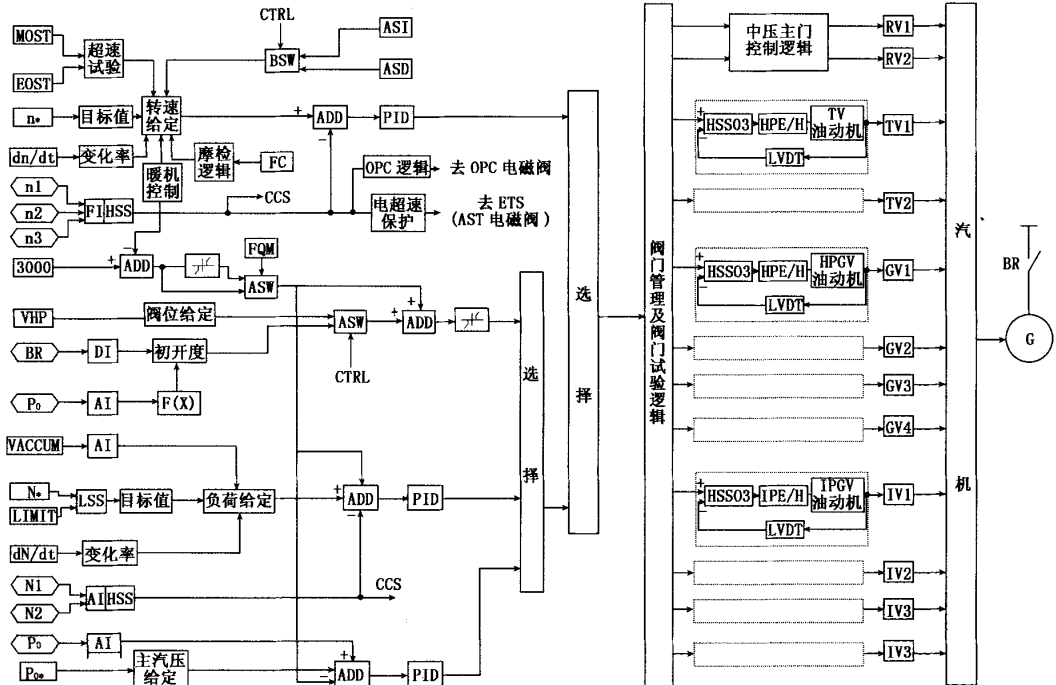 CTRL
MOST
超速
试验
ASI
BSW
EOST
ASD
n*
目标值
转速
给定
+
ADD
−
PID
dn/dt
变化率
暖机
控制
摩检
逻辑
FC
OPC 逻辑
去 OPC 电磁阀
n1
n2
n3
FI
HSS
CCS
电超速
保护
去 ETS
(AST 电磁阀)
3000
+
−
ADD
FQM
ASW
VHP
阀位给定
ASW
+
+
ADD
CTRL
BR
DI
初开度
P₀
AI
F(X)
VACCUM
AI
N*
LIMIT
LSS
目标值
负荷给定
+
ADD
−
PID
dN/dt
变化率
N1
N2
AI
HSS
CCS
P₀
AI
P₀*
主汽压
给定
+
−
ADD
PID
选
择
选
择
阀门管理及阀门试验逻辑
中压主门
控制逻辑
RV1
RV2
+
−
HSS03
HPE/H
TV
油动机
LVDT
TV1
TV2
+
−
HSS03
HPE/H
HPGV
油动机
LVDT
GV1
GV2
GV3
GV4
+
−
HSS03
IPE/H
IPGV
油动机
LVDT
IV1
IV2
IV3
IV3
汽
机
BR
G